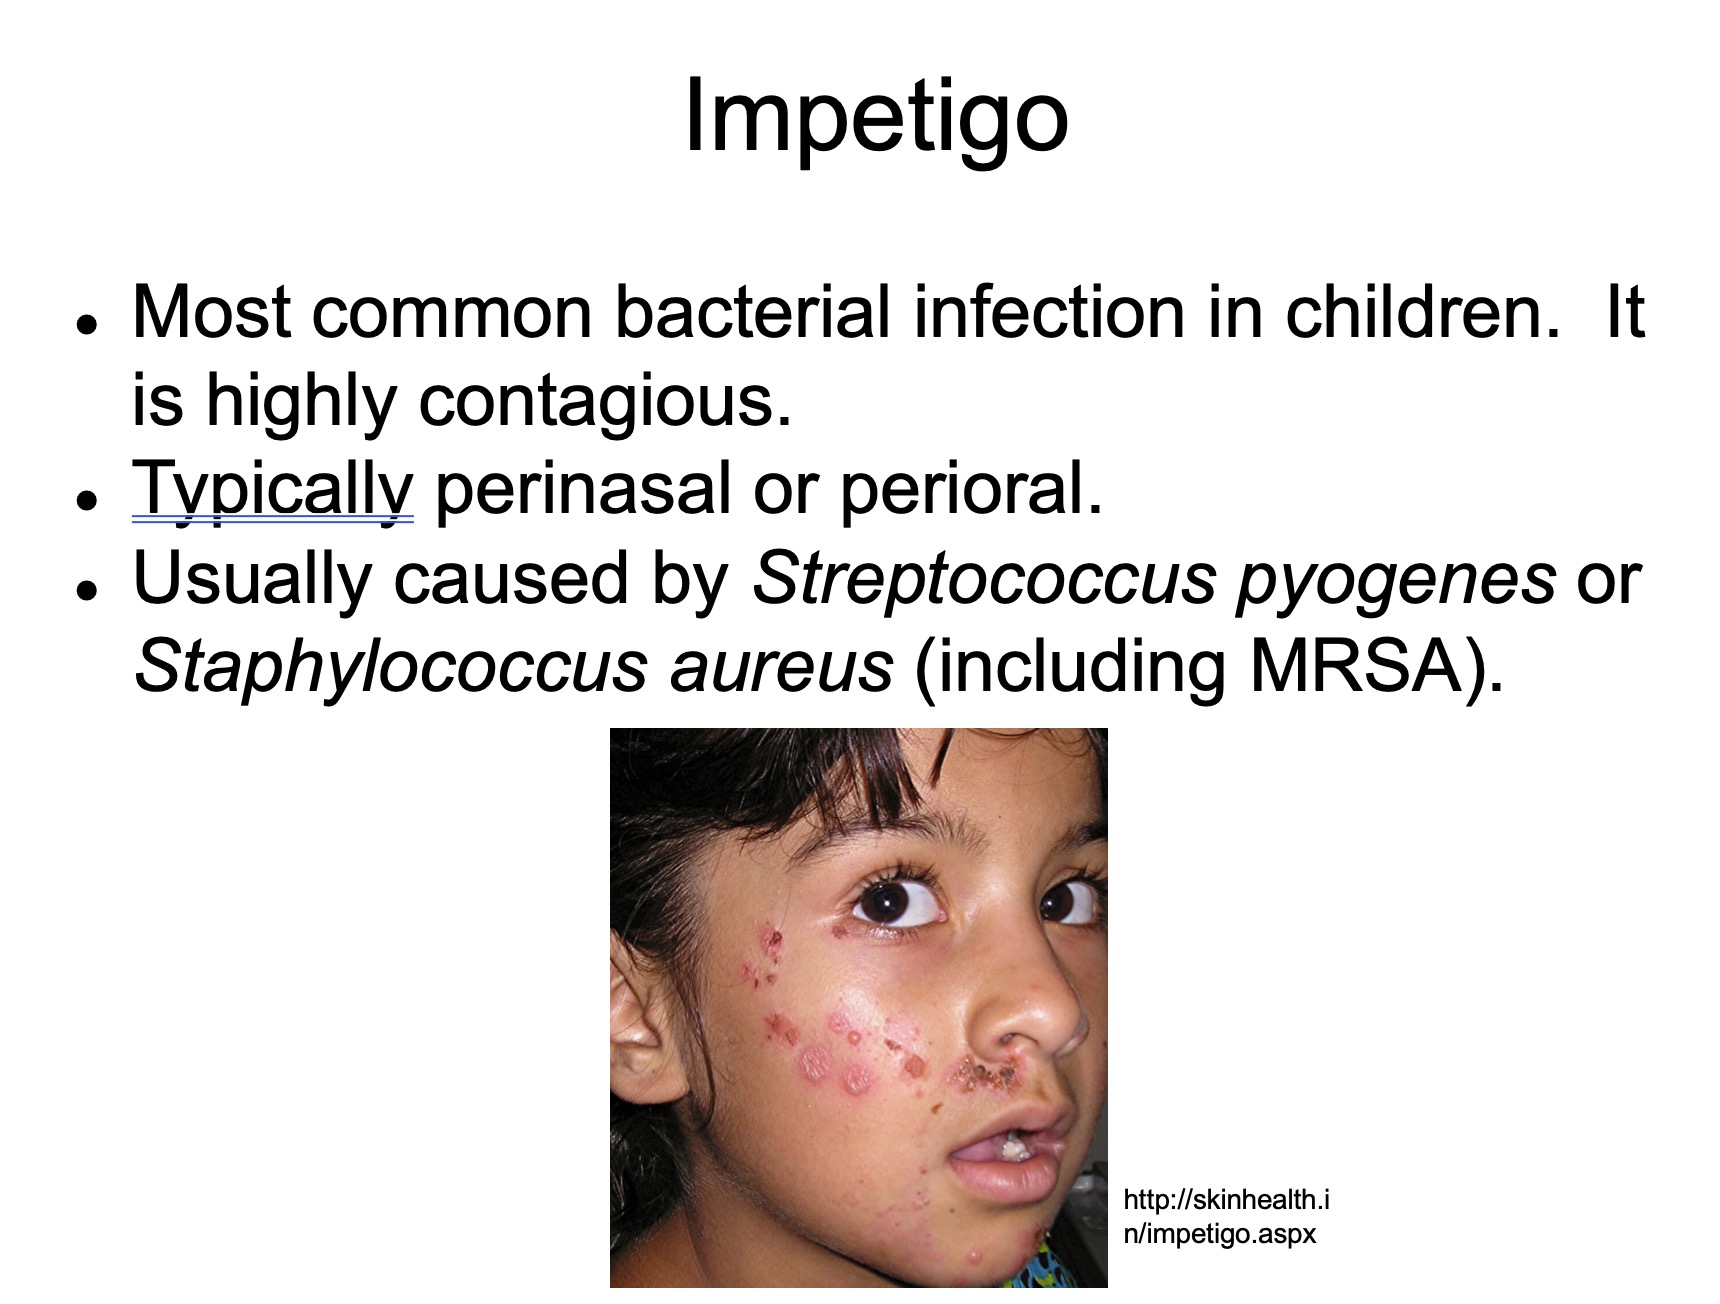 Impetigo
• Most common bacterial infection in children.  It
is highly contagious.
• Typically perinasal or perioral.
• Usually caused by Streptococcus pyogenes or
Staphylococcus aureus (including MRSA).
http://skinhealth.i
n/impetigo.aspx